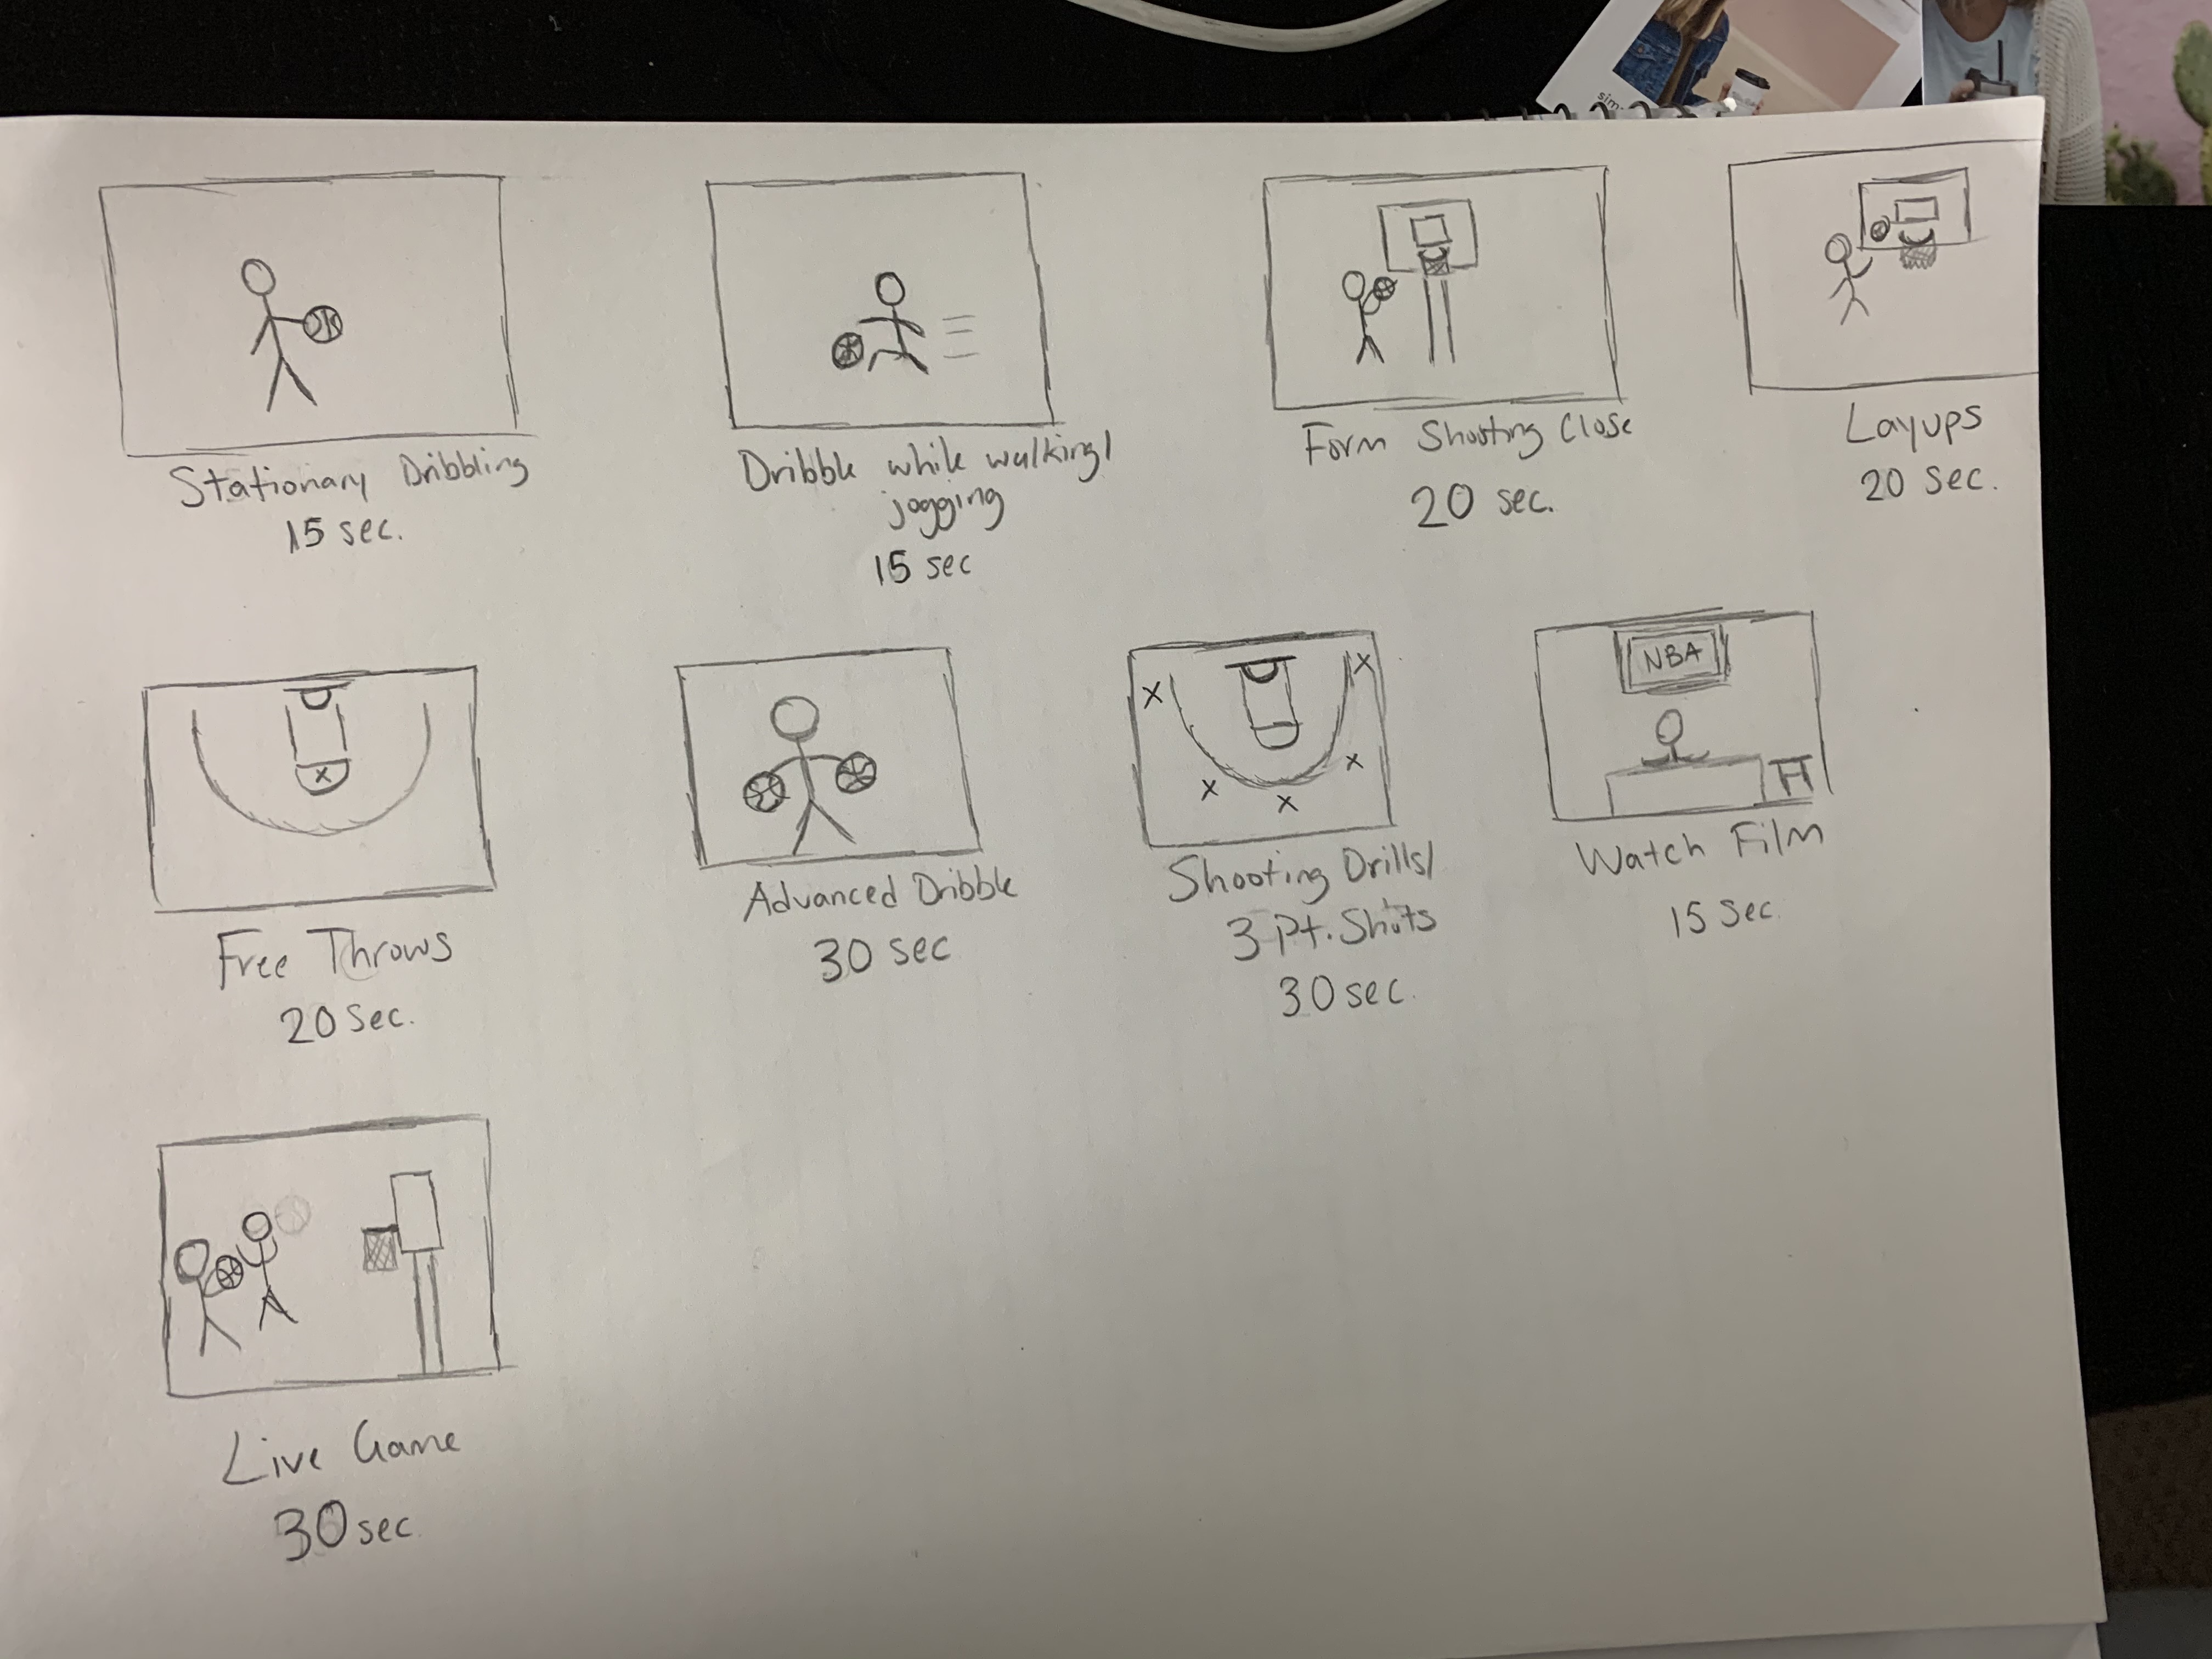 Stationary Dribbling
15 sec.
Dribble while walking/
jogging
15 sec
Form Shooting Close
20 sec.
Layups
20 sec.
Free Throws
20 sec.
Advanced Dribble
30 sec
Shooting Drills/
3 pt. Shots
30 sec.
NBA
Watch Film
15 sec.
Live Game
30 sec.
sim